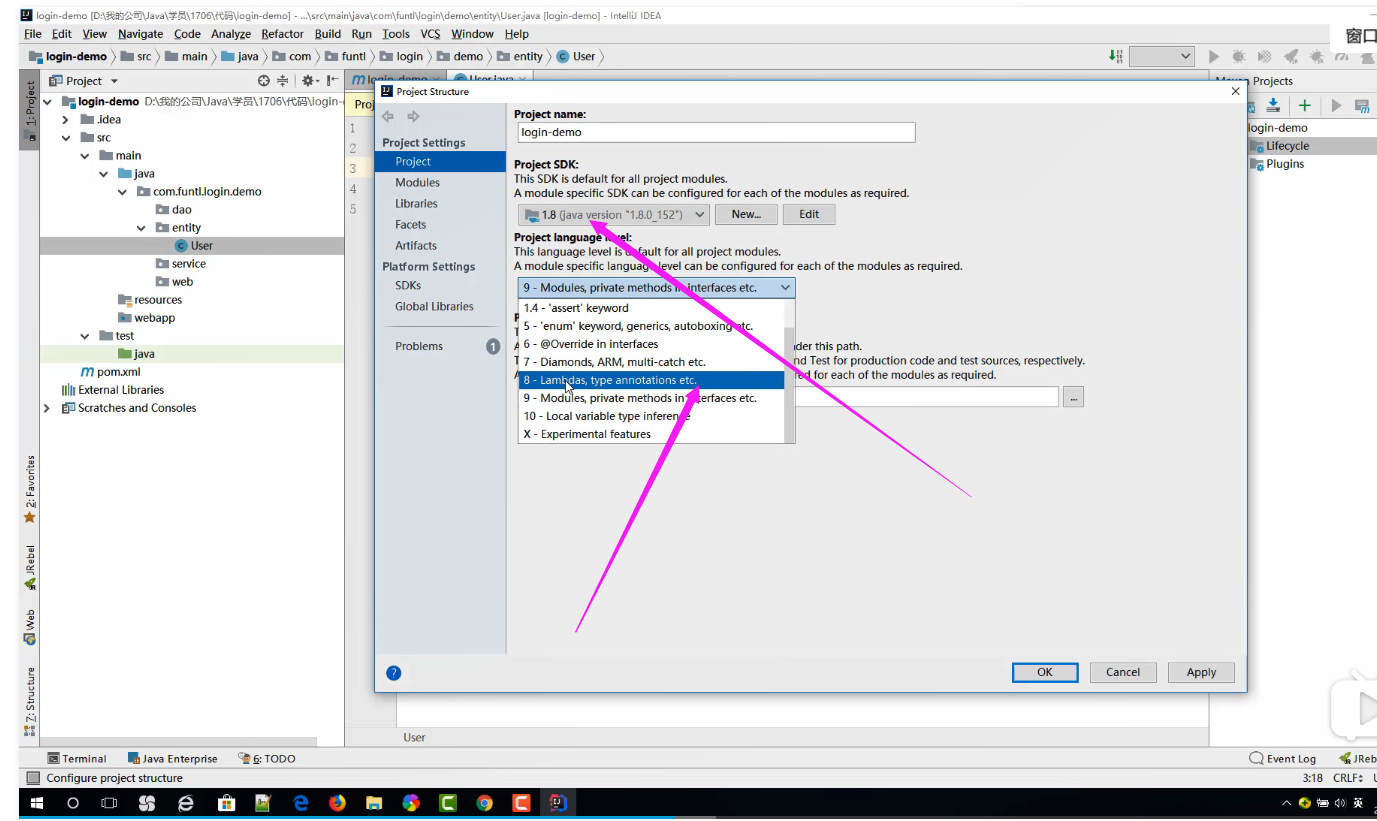 login-demo [D:\我的公司\Java\学员\1706\代码\login-demo] - ...\src\main\java\com\funtl\login\demo\entity\User.java [login-demo] - IntelliJ IDEA
File Edit View Navigate Code Analyze Refactor Build Run Tools VCS Window Help
窗口
login-demo src main java com funtl login demo entity User
Project
login-demo
User.java
Maven Projects
1: Project
login-demo D:\我的公司\Java\学员\1706\代码\login-
.idea
src
main
java
com.funtl.login.demo
dao
entity
User
service
web
resources
webapp
test
java
pom.xml
External Libraries
Scratches and Consoles
2: Favorites
JRebel
Web
Z: Structure
Proj
1
2
3
4
5
Project Structure
Project Settings
Project
Modules
Libraries
Facets
Artifacts
Platform Settings
SDKs
Global Libraries
Problems 1
Project name:
login-demo
Project SDK:
This SDK is default for all project modules.
A module specific SDK can be configured for each of the modules as required.
1.8 (java version "1.8.0_152") New... Edit
Project language level:
This language level is default for all project modules.
A module specific language level can be configured for each of the modules as required.
9 - Modules, private methods in interfaces etc.
1.4 - 'assert' keyword
5 - 'enum' keyword, generics, autoboxing etc.
6 - @Override in interfaces
7 - Diamonds, ARM, multi-catch etc.
8 - Lambdas, type annotations etc.
9 - Modules, private methods in interfaces etc.
10 - Local variable type inference
X - Experimental features
under this path.
nd Test for production code and test sources, respectively.
red for each of the modules as required.
...
? OK Cancel Apply
login-demo
Lifecycle
Plugins
User
Terminal Java Enterprise 6: TODO Event Log JReb
Configure project structure 3:18 CRLF
英